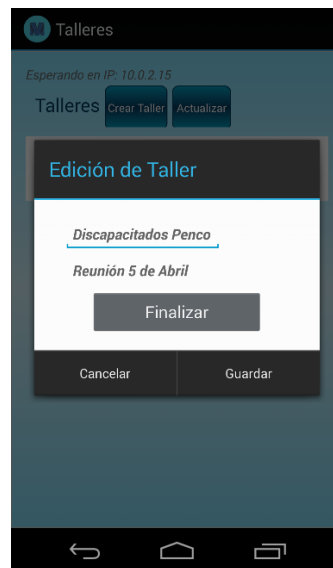 M Talleres
Esperando en IP: 10.0.2.15
Talleres Crear Taller Actualizar
Edición de Taller
Discapacitados Penco
Reunión 5 de Abril
Finalizar
Cancelar Guardar